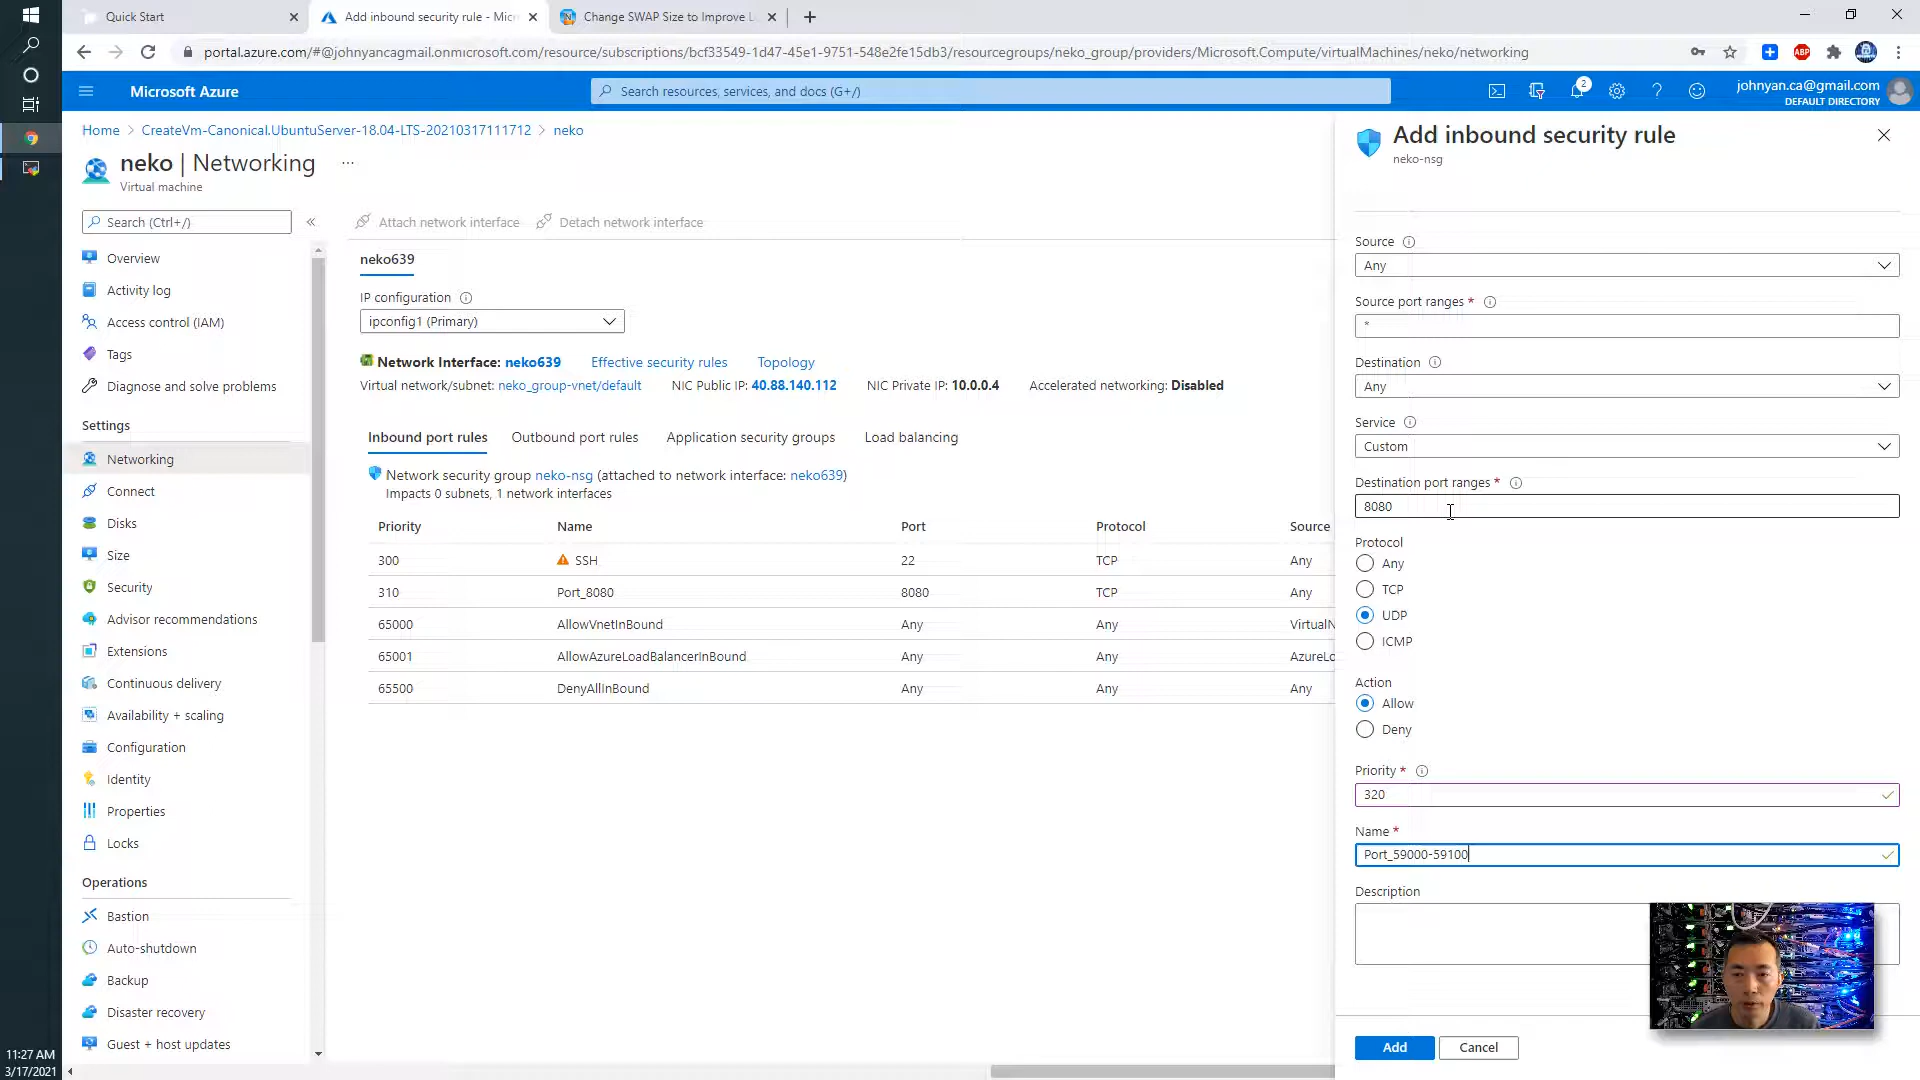 Quick Start
Add inbound security rule - Micr
Change SWAP Size to Improve L
portal.azure.com/#@johnyancagmail.onmicrosoft.com/resource/subscriptions/bcf33549-1d47-45e1-9751-548e2fe15db3/resourcegroups/neko_group/providers/Microsoft.Compute/virtualMachines/neko/networking
ABP
Microsoft Azure
Search resources, services, and docs (G+/)
2
johnyan.ca@gmail.com
DEFAULT DIRECTORY
Home > CreateVm-Canonical.UbuntuServer-18.04-LTS-20210317111712 > neko
neko | Networking ...
Virtual machine
Search (Ctrl+/)
Overview
Activity log
Access control (IAM)
Tags
Diagnose and solve problems
Settings
Networking
Connect
Disks
Size
Security
Advisor recommendations
Extensions
Continuous delivery
Availability + scaling
Configuration
Identity
Properties
Locks
Operations
Bastion
Auto-shutdown
Backup
Disaster recovery
Guest + host updates
Attach network interface
Detach network interface
neko639
IP configuration
ipconfig1 (Primary)
Network Interface: neko639 Effective security rules Topology
Virtual network/subnet: neko_group-vnet/default NIC Public IP: 40.88.140.112 NIC Private IP: 10.0.0.4 Accelerated networking: Disabled
Inbound port rules Outbound port rules Application security groups Load balancing
Network security group neko-nsg (attached to network interface: neko639)
Impacts 0 subnets, 1 network interfaces
Priority Name Port Protocol Source
300 SSH 22 TCP Any
310 Port_8080 8080 TCP Any
65000 AllowVnetInBound Any Any VirtualN
65001 AllowAzureLoadBalancerInBound Any Any AzureLo
65500 DenyAllInBound Any Any Any
Add inbound security rule
neko-nsg
Source
Any
Source port ranges *
*
Destination
Any
Service
Custom
Destination port ranges *
8080
Protocol
Any
TCP
UDP
ICMP
Action
Allow
Deny
Priority *
320
Name *
Port_59000-59100
Description
Add
Cancel
11:27 AM
3/17/2021